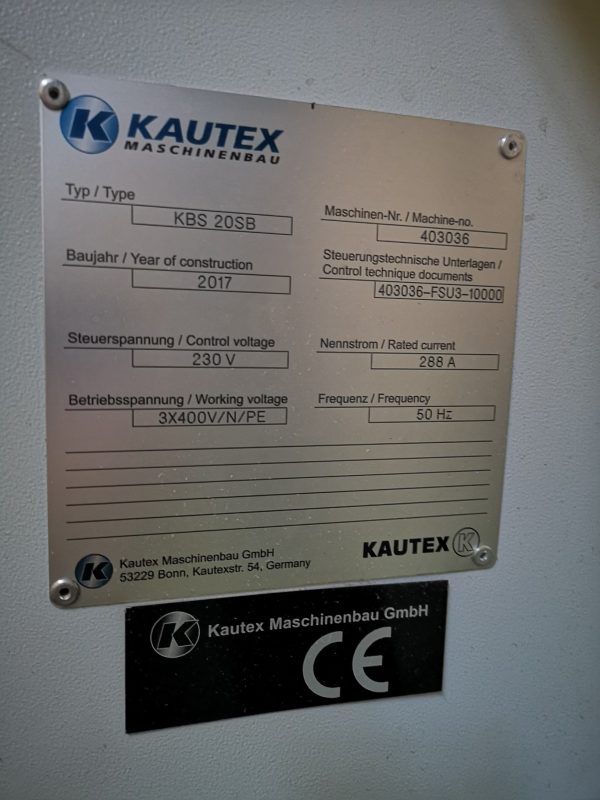 K KAUTEX
MASCHINENBAU
Typ / Type
KBS 20SB
Maschinen-Nr. / Machine-no.
403036
Baujahr / Year of construction
2017
Steuerungstechnische Unterlagen /
Control technique documents
403036-FSU3-10000
Steuerspannung / Control voltage
230 V
Nennstrom / Rated current
288 A
Betriebsspannung / Working voltage
3X400V/N/PE
Frequenz / Frequency
50 Hz
K Kautex Maschinenbau GmbH
53229 Bonn, Kautexstr. 54, Germany
KAUTEX K
K Kautex Maschinenbau GmbH
CE